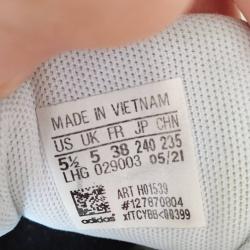 MADE IN VIETNAM
US UK FR JP CHN
5½ 5 38 240 235
LHG 029003 05/21
ART H01539
#127870804
adidas